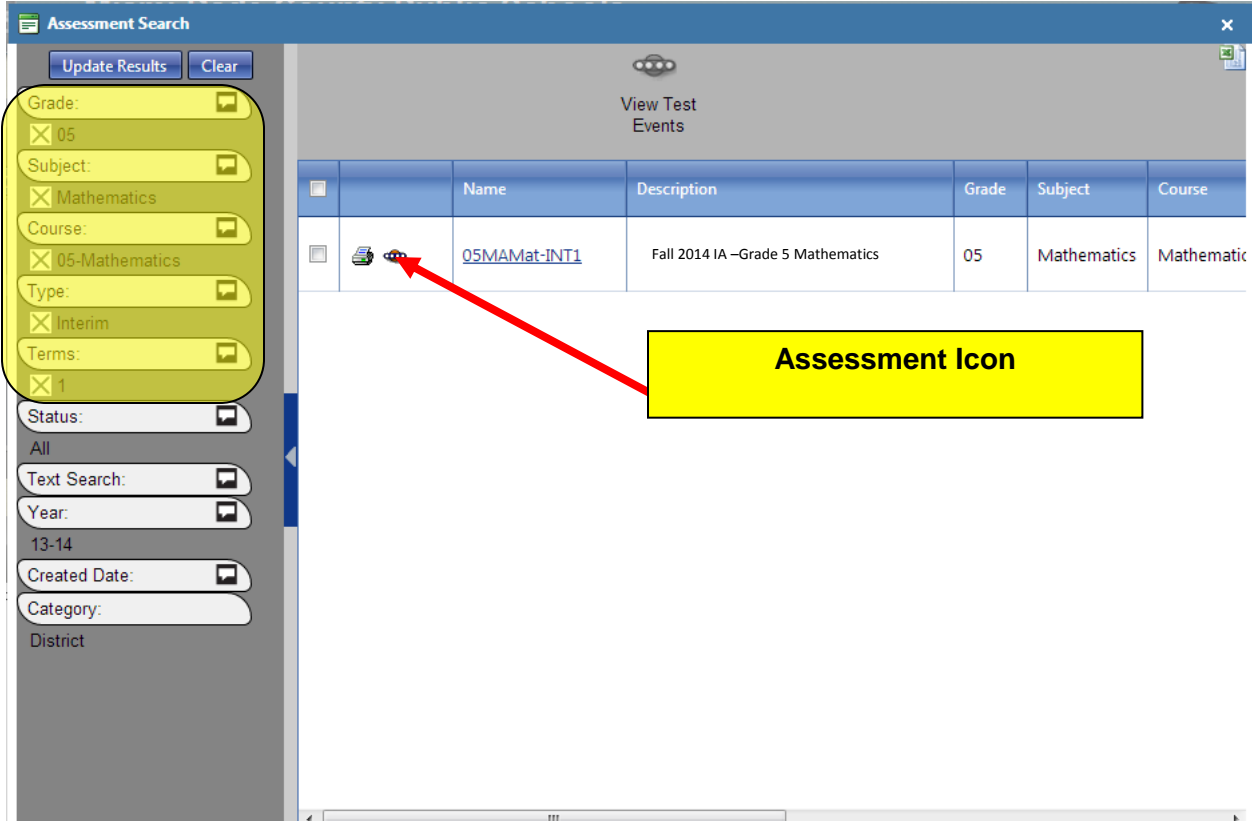 Assessment Search
Update Results Clear
Grade:
05
Subject:
Mathematics
Course:
05-Mathematics
Type:
Interim
Terms:
1
Status:
All
Text Search:
Year:
13-14
Created Date:
Category:
District
View Test
Events
Name Description Grade Subject Course
05MAMat-INT1 Fall 2014 IA –Grade 5 Mathematics 05 Mathematics Mathematic
Assessment Icon